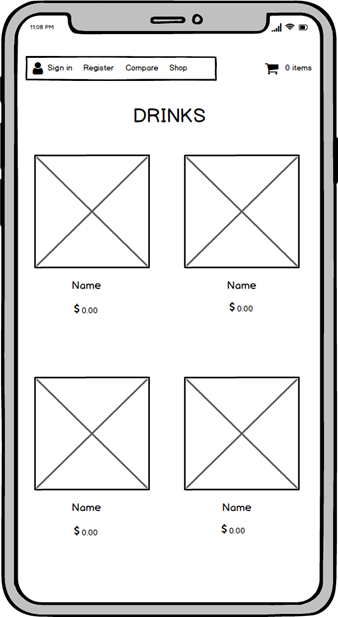 11:08 PM
Sign in Register Compare Shop 0 items
DRINKS
Name Name
$ 0.00 $ 0.00
Name Name
$ 0.00 $ 0.00